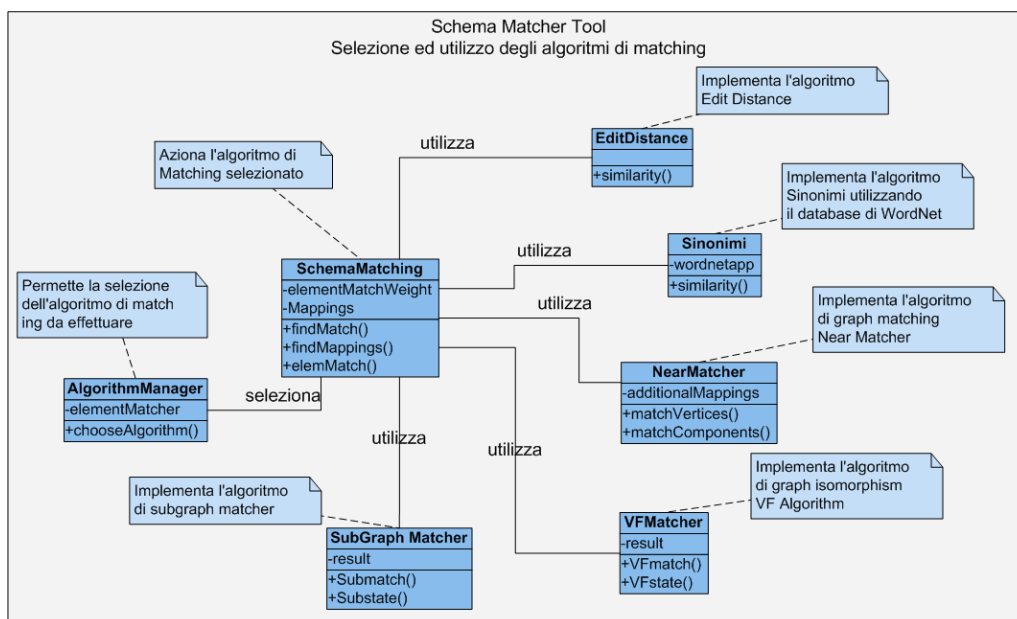 Schema Matcher Tool
Selezione ed utilizzo degli algoritmi di matching
Implementa l'algoritmo
Edit Distance
utilizza
EditDistance
+similarity()
Aziona l'algoritmo di
Matching selezionato
Implementa l'algoritmo
Sinonimi utilizzando
il database di WordNet
utilizza
Sinonimi
-wordnetapp
+similarity()
SchemaMatching
-elementMatchWeight
-Mappings
+findMatch()
+findMappings()
+elemMatch()
Permette la selezione
dell'algoritmo di match
ing da effettuare
utilizza
Implementa l'algoritmo
di graph matching
Near Matcher
NearMatcher
-additionalMappings
+matchVertices()
+matchComponents()
AlgorithmManager
-elementMatcher
+chooseAlgorithm()
seleziona
utilizza
utilizza
Implementa l'algoritmo
di graph isomorphism
VF Algorithm
Implementa l'algoritmo
di subgraph matcher
SubGraph Matcher
-result
+Submatch()
+Substate()
VFMatcher
-result
+VFmatch()
+VFstate()